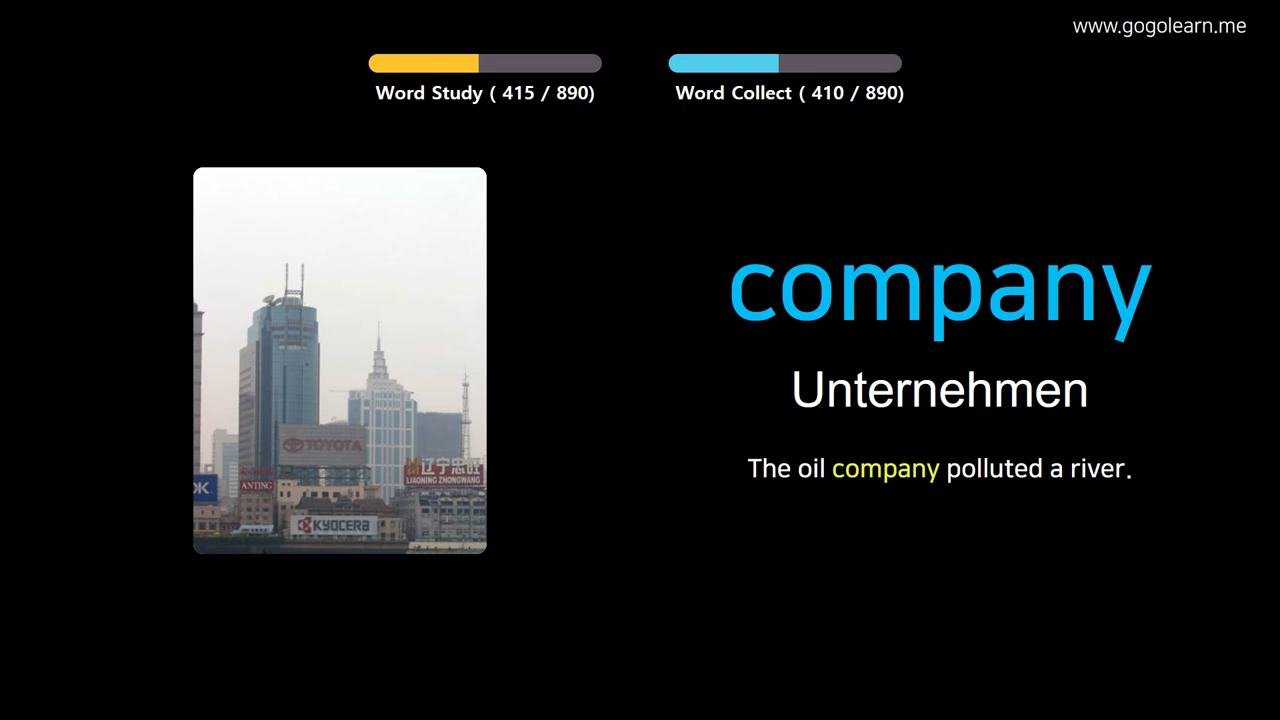 www.gogolearn.me
Word Study ( 415 / 890)
Word Collect ( 410 / 890)
company
Unternehmen
The oil company polluted a river.
TOYOTA
辽宁忠旺
LIAONING ZHONGWANG
ANTING
OK
KYOCERA